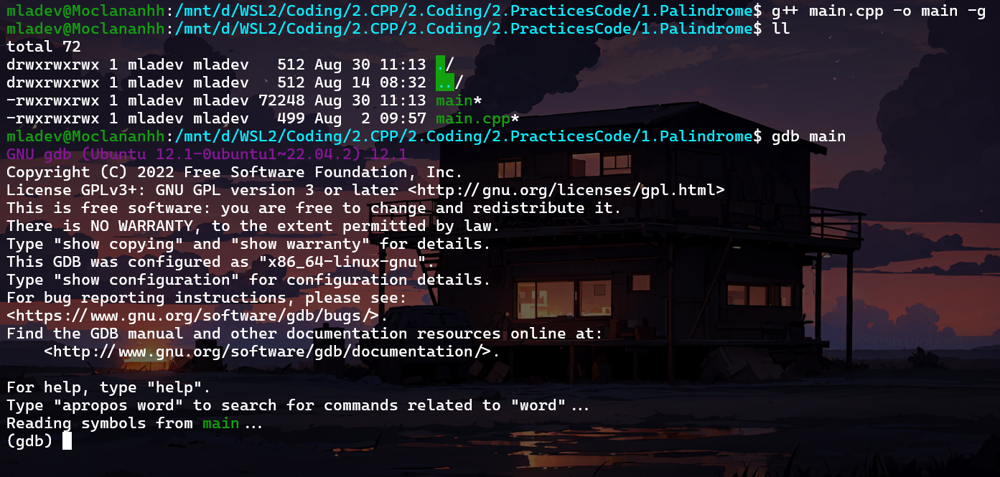 mladev@Moclananhh:/mnt/d/WSL2/Coding/2.CPP/2.Coding/2.PracticesCode/1.Palindrome$ g++ main.cpp -o main -g
mladev@Moclananhh:/mnt/d/WSL2/Coding/2.CPP/2.Coding/2.PracticesCode/1.Palindrome$ ll
total 72
drwxrwxrwx 1 mladev mladev   512 Aug 30 11:13 ./
drwxrwxrwx 1 mladev mladev   512 Aug 14 08:32 ../
-rwxrwxrwx 1 mladev mladev 72248 Aug 30 11:13 main*
-rwxrwxrwx 1 mladev mladev   499 Aug  2 09:57 main.cpp*
mladev@Moclananhh:/mnt/d/WSL2/Coding/2.CPP/2.Coding/2.PracticesCode/1.Palindrome$ gdb main
GNU gdb (Ubuntu 12.1-0ubuntu1~22.04.2) 12.1
Copyright (C) 2022 Free Software Foundation, Inc.
License GPLv3+: GNU GPL version 3 or later <http://gnu.org/licenses/gpl.html>
This is free software: you are free to change and redistribute it.
There is NO WARRANTY, to the extent permitted by law.
Type "show copying" and "show warranty" for details.
This GDB was configured as "x86_64-linux-gnu".
Type "show configuration" for configuration details.
For bug reporting instructions, please see:
<https://www.gnu.org/software/gdb/bugs/>.
Find the GDB manual and other documentation resources online at:
    <http://www.gnu.org/software/gdb/documentation/>.

For help, type "help".
Type "apropos word" to search for commands related to "word"...
Reading symbols from main...
(gdb)